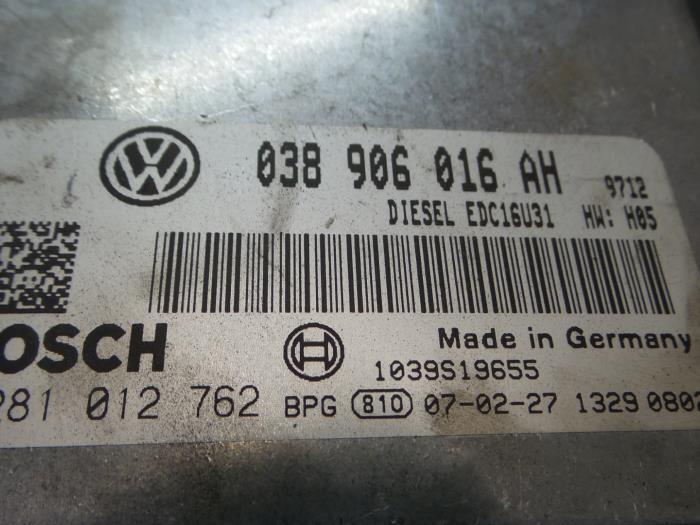 038 906 016 AH 9712
DIESEL EDC16U31 HW: H05
OSCH
Made in Germany
1039S19655
281 012 762 BPG 810 07-02-27 1329 0802